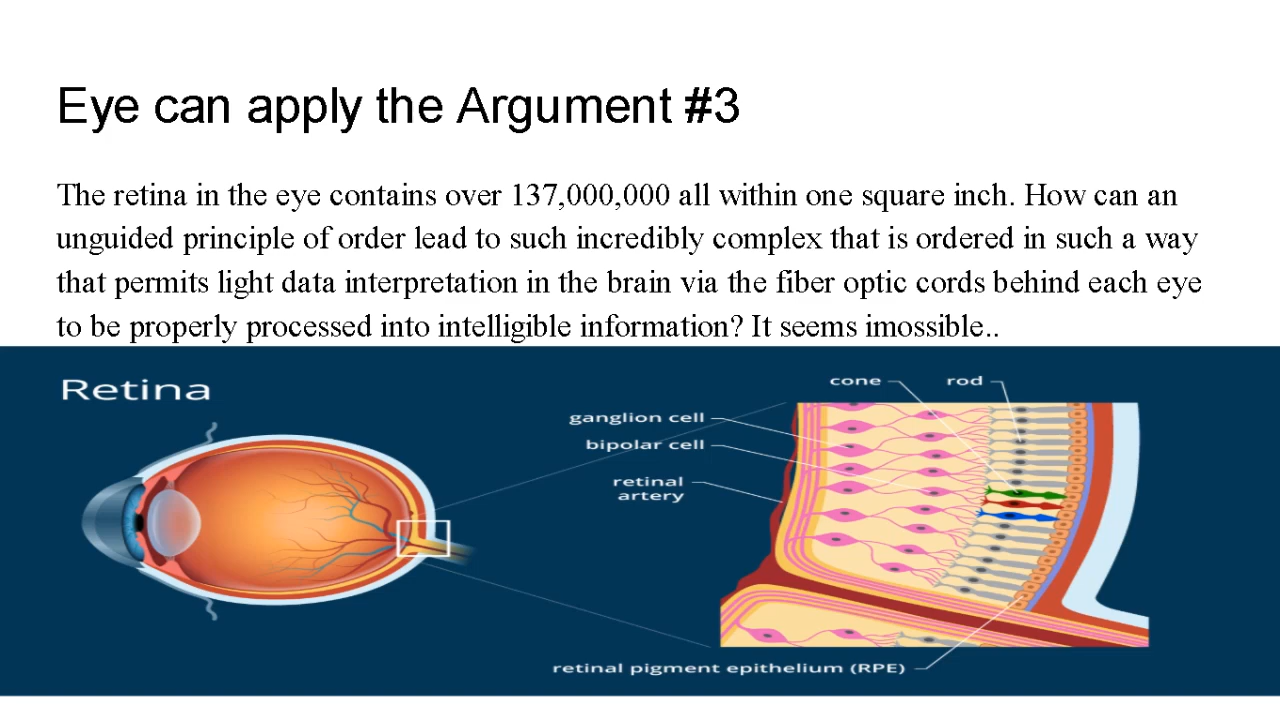 Eye can apply the Argument #3
The retina in the eye contains over 137,000,000 all within one square inch. How can an
unguided principle of order lead to such incredibly complex that is ordered in such a way
that permits light data interpretation in the brain via the fiber optic cords behind each eye
to be properly processed into intelligible information? It seems imossible..
Retina
cone
rod
ganglion cell
bipolar cell
retinal
artery
retinal pigment epithelium (RPE)